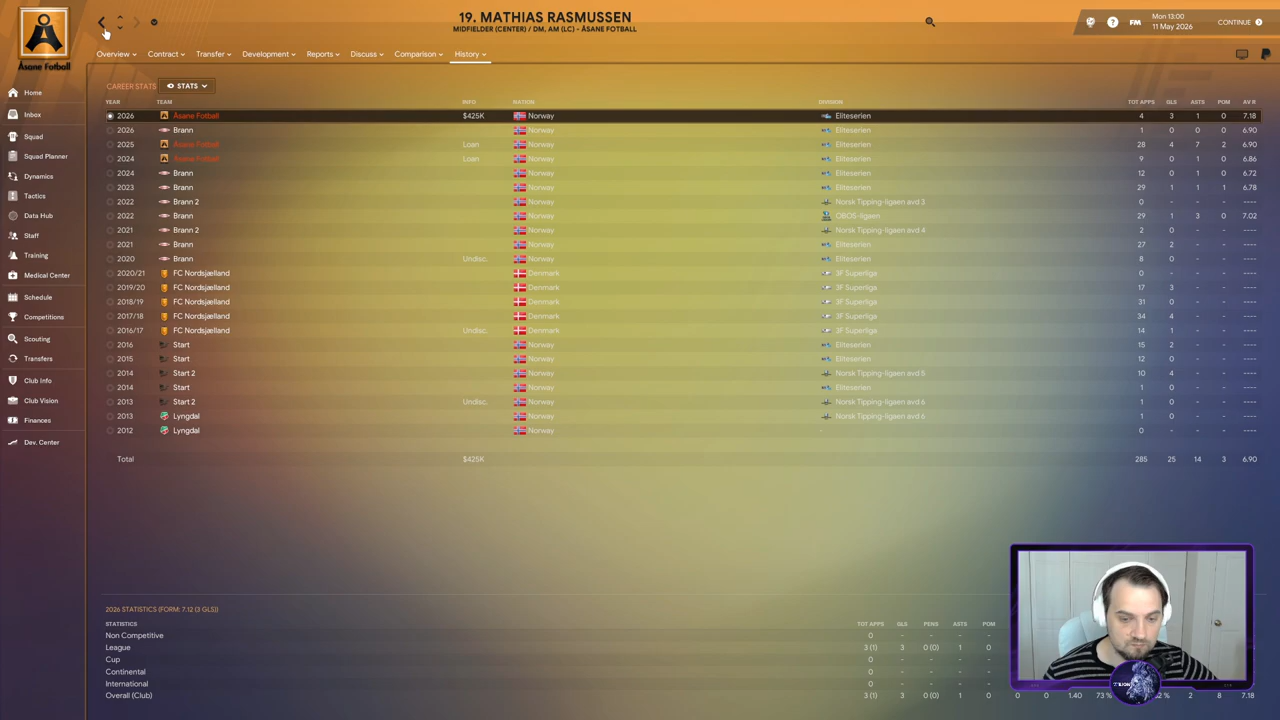 19. MATHIAS RASMUSSEN
MIDFIELDER (CENTER) / DM, AM (LC) - ÅSANE FOTBALL
Mon 13:00
11 May 2026
CONTINUE
FM
Åsane Fotball
Overview Contract Transfer Development Reports Discuss Comparison History
Home
Inbox
Squad
Squad Planner
Dynamics
Tactics
Data Hub
Staff
Training
Medical Center
Schedule
Competitions
Scouting
Transfers
Club Info
Club Vision
Finances
Dev. Center
CAREER STATS STATS
YEAR TEAM INFO NATION DIVISION TOT APPS GLS ASTS POM AV R
2026 Åsane Fotball $425K Norway Eliteserien 4 3 1 0 7.18
2026 Brann Norway Eliteserien 1 0 0 0 6.90
2025 Åsane Fotball Loan Norway Eliteserien 28 4 7 2 6.90
2024 Åsane Fotball Loan Norway Eliteserien 9 0 1 0 6.86
2024 Brann Norway Eliteserien 12 0 1 0 6.72
2023 Brann Norway Eliteserien 29 1 1 1 6.78
2022 Brann 2 Norway Norsk Tipping-ligaen avd 3 0 - - - ----
2022 Brann Norway OBOS-ligaen 29 1 3 0 7.02
2021 Brann 2 Norway Norsk Tipping-ligaen avd 4 2 0 - - ----
2021 Brann Norway Eliteserien 27 2 - - ----
2020 Brann Undisc. Norway Eliteserien 8 0 - - ----
2020/21 FC Nordsjælland Denmark 3F Superliga 0 - - - ----
2019/20 FC Nordsjælland Denmark 3F Superliga 17 3 - - ----
2018/19 FC Nordsjælland Denmark 3F Superliga 31 0 - - ----
2017/18 FC Nordsjælland Denmark 3F Superliga 34 4 - - ----
2016/17 FC Nordsjælland Undisc. Denmark 3F Superliga 14 1 - - ----
2016 Start Norway Eliteserien 15 2 - - ----
2015 Start Norway Eliteserien 12 0 - - ----
2014 Start 2 Norway Norsk Tipping-ligaen avd 5 10 4 - - ----
2014 Start Norway Eliteserien 1 0 - - ----
2013 Start 2 Undisc. Norway Norsk Tipping-ligaen avd 6 1 0 - - ----
2013 Lyngdal Norway Norsk Tipping-ligaen avd 6 1 0 - - ----
2012 Lyngdal Norway - 0 - - - ----
Total $425K 285 25 14 3 6.90
2026 STATISTICS (FORM: 7.12 (3 GLS))
STATISTICS TOT APPS GLS PENS ASTS POM
Non Competitive 0 - - - -
League 3 (1) 3 0 (0) 1 0
Cup 0 - - - -
Continental 0 - - - -
International 0 - - - -
Overall (Club) 3 (1) 3 0 (0) 1 0 0 0 1.40 73 % 2 8 7.18